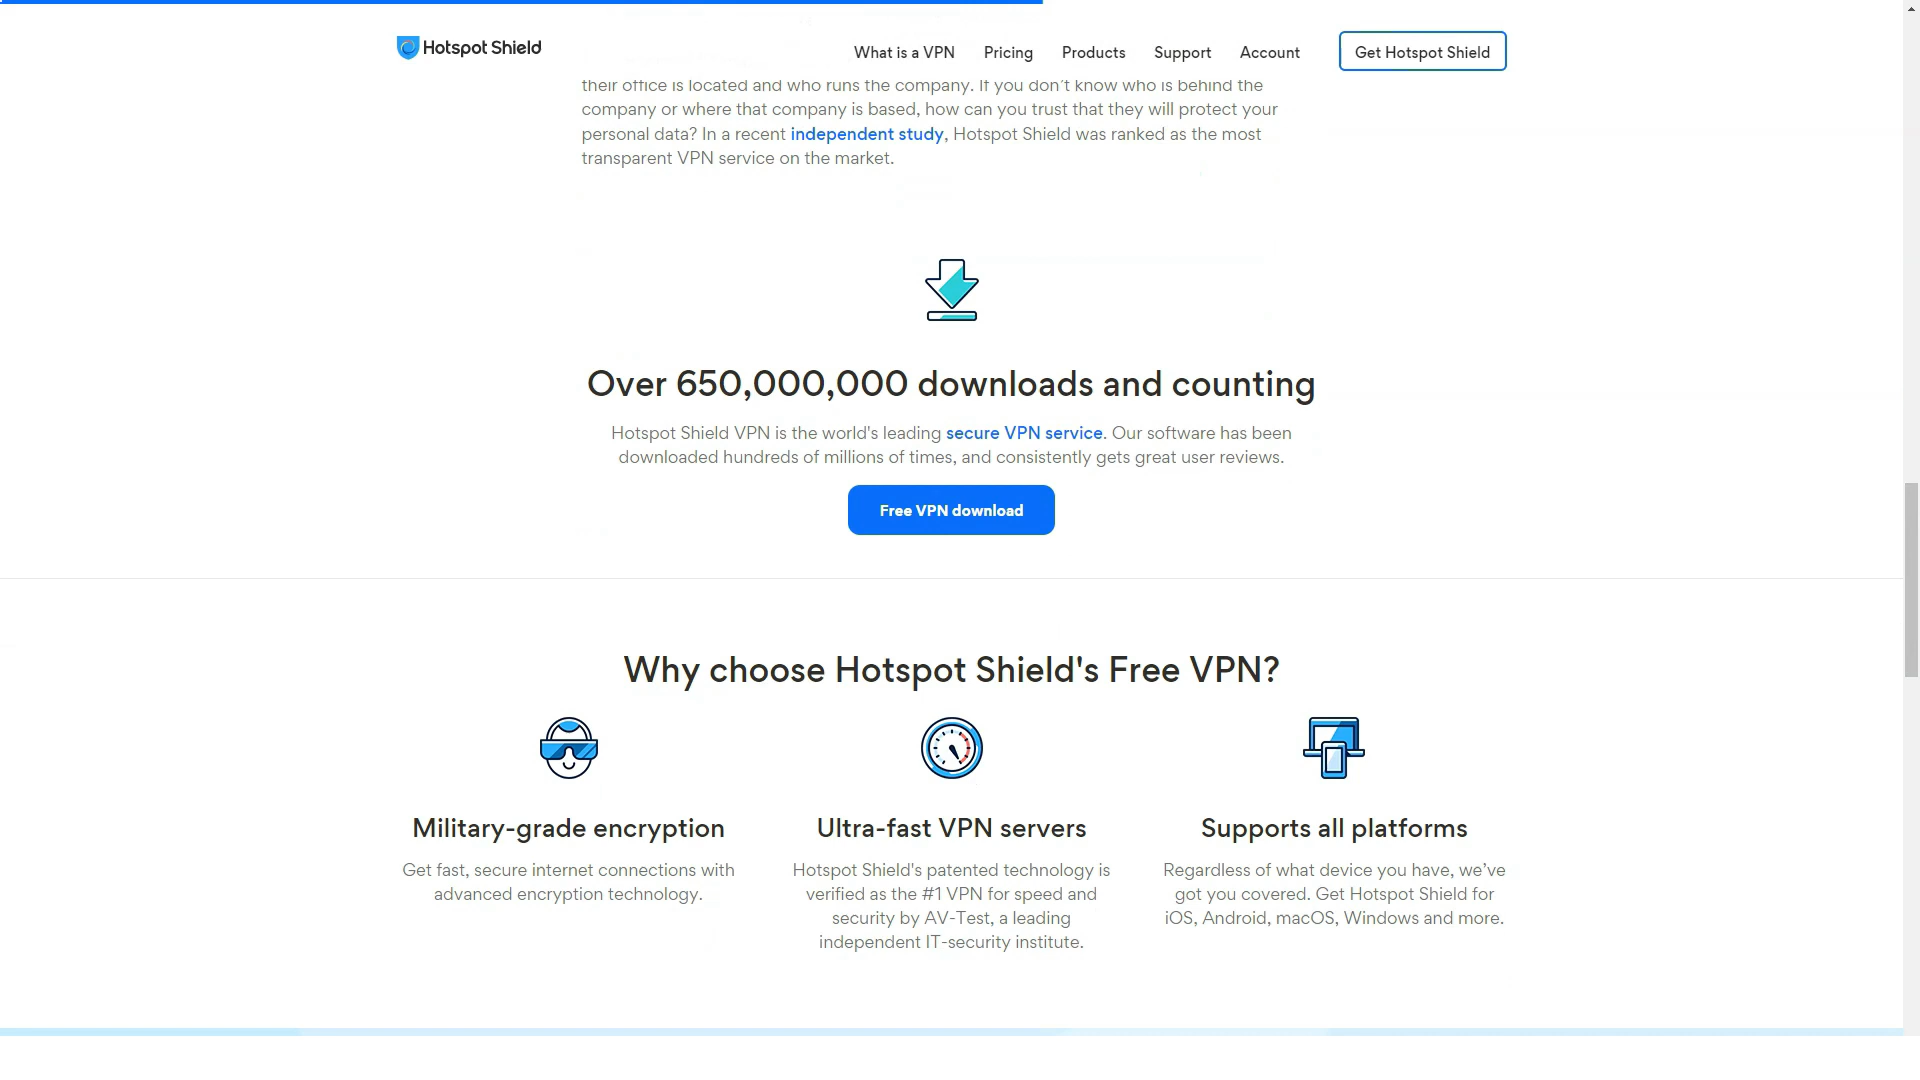 Hotspot Shield
What is a VPN
Pricing
Products
Support
Account
Get Hotspot Shield
their office is located and who runs the company. If you don’t know who is behind the
company or where that company is based, how can you trust that they will protect your
personal data? In a recent independent study, Hotspot Shield was ranked as the most
transparent VPN service on the market.
Over 650,000,000 downloads and counting
Hotspot Shield VPN is the world's leading secure VPN service. Our software has been
downloaded hundreds of millions of times, and consistently gets great user reviews.
Free VPN download
Why choose Hotspot Shield's Free VPN?
Military-grade encryption
Get fast, secure internet connections with
advanced encryption technology.
Ultra-fast VPN servers
Hotspot Shield's patented technology is
verified as the #1 VPN for speed and
security by AV-Test, a leading
independent IT-security institute.
Supports all platforms
Regardless of what device you have, we’ve
got you covered. Get Hotspot Shield for
iOS, Android, macOS, Windows and more.